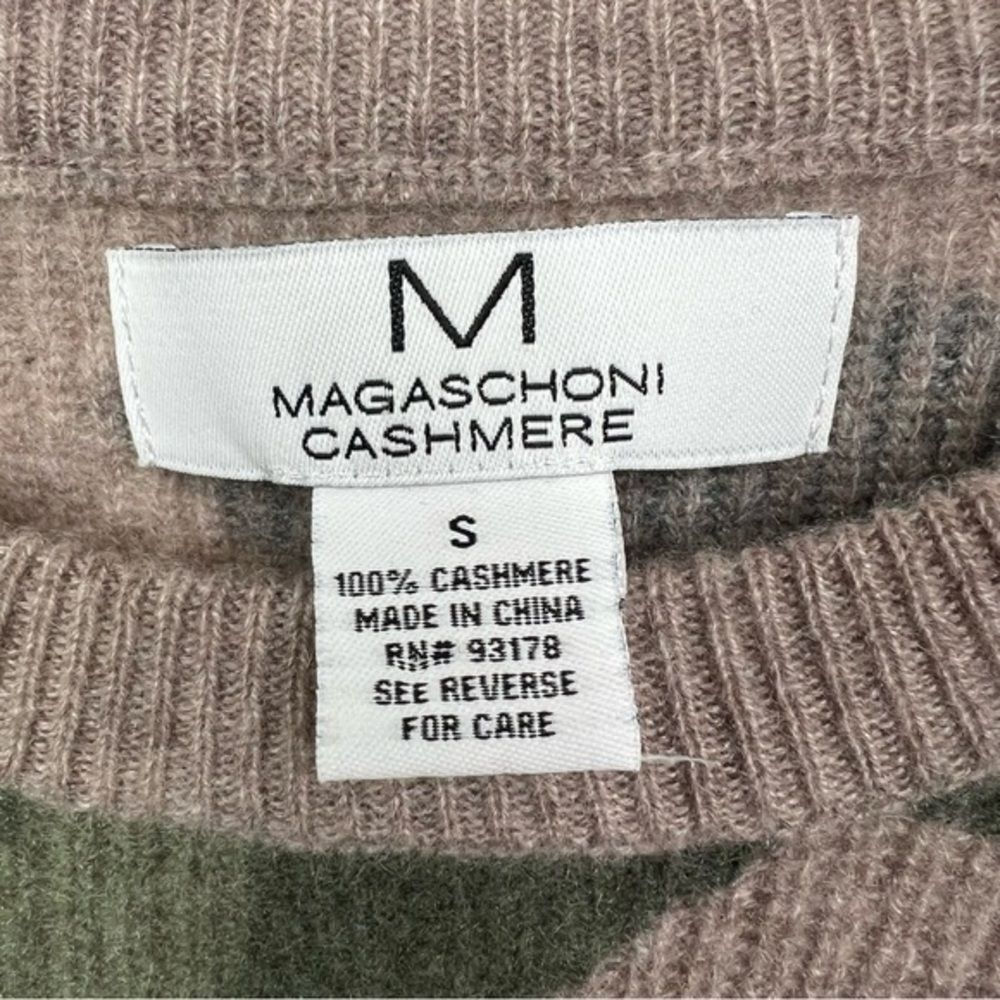 M
MAGASCHONI
CASHMERE
S
100% CASHMERE
MADE IN CHINA
RN# 93178
SEE REVERSE
FOR CARE